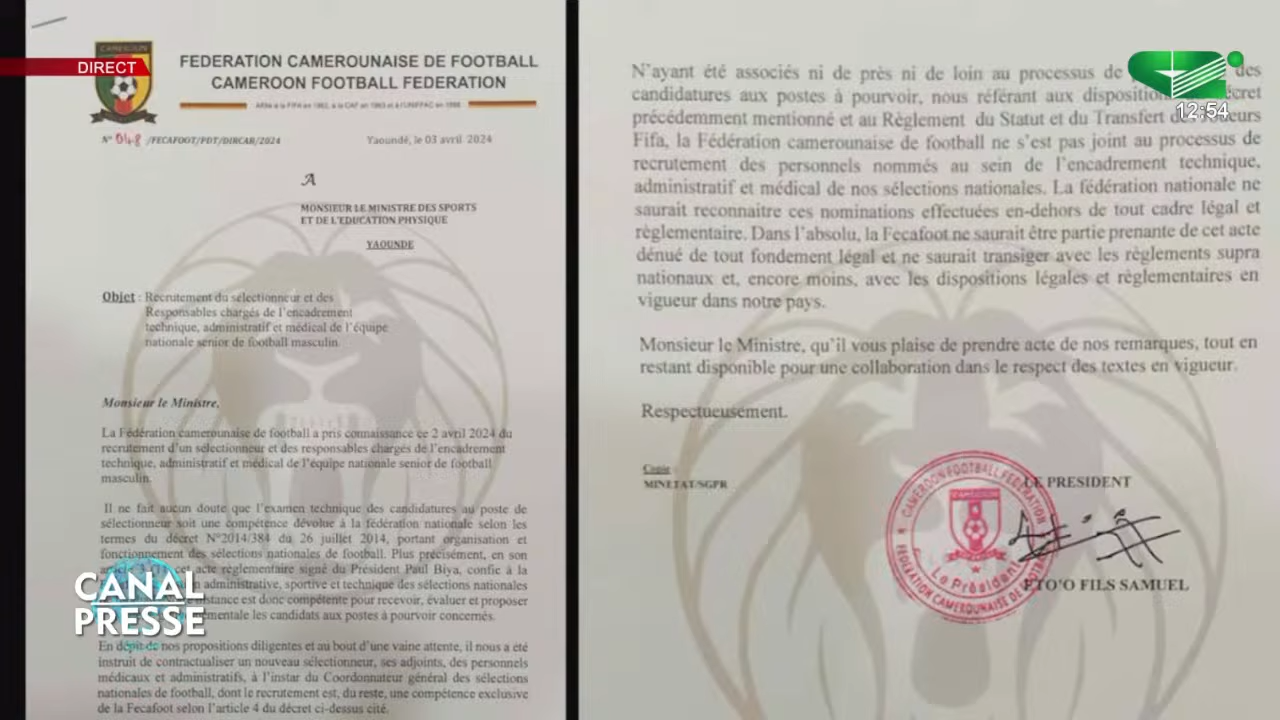 DIRECT
CAMEROUN
FEDERATION CAMEROUNAISE DE FOOTBALL
CAMEROON FOOTBALL FEDERATION
N° 048 /FECAFOOT/PDT/DIRCAB/2024
Yaoundé, le 03 avril 2024
A
MONSIEUR LE MINISTRE DES SPORTS
ET DE L'EDUCATION PHYSIQUE
YAOUNDE
Objet : Recrutement du sélectionneur et des
Responsables chargés de l'encadrement
technique, administratif et médical de l'équipe
nationale senior de football masculin
Monsieur le Ministre,
La Fédération camerounaise de football a pris connaissance ce 2 avril 2024 du
recrutement d'un sélectionneur et des responsables chargés de l'encadrement
technique, administratif et médical de l'équipe nationale senior de football
masculin.
Il ne fait aucun doute que l'examen technique des candidatures au poste de
sélectionneur soit une compétence dévolue à la fédération nationale selon les
termes du décret N°2014/384 du 26 juillet 2014, portant organisation et
fonctionnement des sélections nationales de football. Plus précisément, en son
cet acte réglementaire signé du Président Paul Biya, confie à la
administrative, sportive et technique des sélections nationales
instance est donc compétente pour recevoir, évaluer et proposer
les candidats aux postes à pourvoir concernés.
En dépit de nos propositions diligentes et au bout d'une vaine attente, il nous a été
instruit de contractualiser un nouveau sélectionneur, ses adjoints, des personnels
médicaux et administratifs, à l'instar du Coordonnateur général des sélections
nationales de football, dont le recrutement est, du reste, une compétence exclusive
de la Fecafoot selon l'article 4 du décret ci-dessus cité.
CANAL
PRESSE
12:54
N'ayant été associés ni de près ni de loin au processus de des
candidatures aux postes à pourvoir, nous référant aux
précédemment mentionné et au Règlement du Statut et du Transfert
Fifa, la Fédération camerounaise de football ne s'est pas joint au processus de
recrutement des personnels nommés au sein de l'encadrement technique,
administratif et médical de nos sélections nationales. La fédération nationale ne
saurait reconnaitre ces nominations effectuées en-dehors de tout cadre légal et
règlementaire. Dans l'absolu, la Fecafoot ne saurait être partie prenante de cet acte
dénué de tout fondement légal et ne saurait transiger avec les règlements supra
nationaux et, encore moins, avec les dispositions légales et règlementaires en
vigueur dans notre pays.
Monsieur le Ministre, qu'il vous plaise de prendre acte de nos remarques, tout en
restant disponible pour une collaboration dans le respect des textes en vigueur.
Respectueusement.
Copie
MINETAT/SGPR
LE PRESIDENT
CAMEROON FOOTBALL FEDERATION
FEDERATION CAMEROUNAISE DE
Le Président
ETO'O FILS SAMUEL